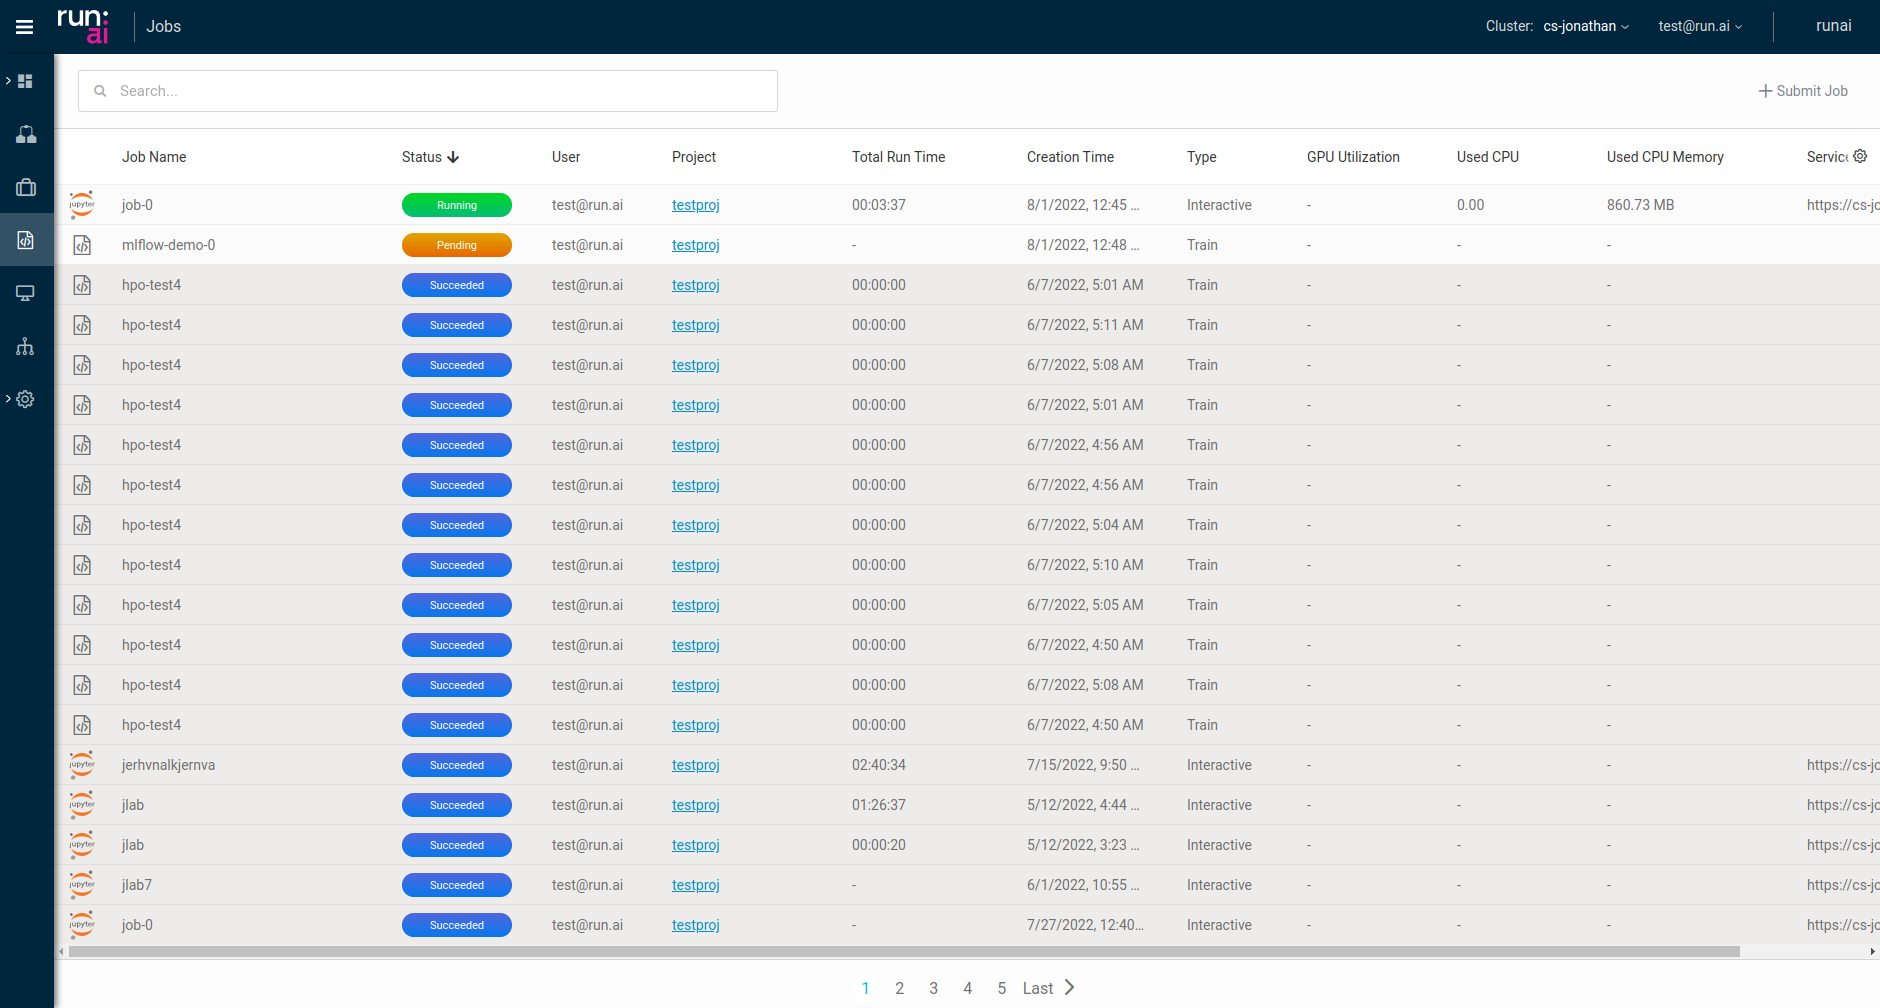 run:ai Jobs Cluster: cs-jonathan test@run.ai runai
Search... Submit Job
Job Name Status User Project Total Run Time Creation Time Type GPU Utilization Used CPU Used CPU Memory Servic
jupyter job-0 Running test@run.ai testproj 00:03:37 8/1/2022, 12:45 ... Interactive - 0.00 860.73 MB https://cs-jo
mlflow-demo-0 Pending test@run.ai testproj - 8/1/2022, 12:48 ... Train - - -
hpo-test4 Succeeded test@run.ai testproj 00:00:00 6/7/2022, 5:01 AM Train - - -
hpo-test4 Succeeded test@run.ai testproj 00:00:00 6/7/2022, 5:11 AM Train - - -
hpo-test4 Succeeded test@run.ai testproj 00:00:00 6/7/2022, 5:08 AM Train - - -
hpo-test4 Succeeded test@run.ai testproj 00:00:00 6/7/2022, 5:01 AM Train - - -
hpo-test4 Succeeded test@run.ai testproj 00:00:00 6/7/2022, 4:56 AM Train - - -
hpo-test4 Succeeded test@run.ai testproj 00:00:00 6/7/2022, 4:56 AM Train - - -
hpo-test4 Succeeded test@run.ai testproj 00:00:00 6/7/2022, 5:04 AM Train - - -
hpo-test4 Succeeded test@run.ai testproj 00:00:00 6/7/2022, 5:10 AM Train - - -
hpo-test4 Succeeded test@run.ai testproj 00:00:00 6/7/2022, 5:05 AM Train - - -
hpo-test4 Succeeded test@run.ai testproj 00:00:00 6/7/2022, 4:50 AM Train - - -
hpo-test4 Succeeded test@run.ai testproj 00:00:00 6/7/2022, 5:08 AM Train - - -
hpo-test4 Succeeded test@run.ai testproj 00:00:00 6/7/2022, 4:50 AM Train - - -
jupyter jerhvnalkjernva Succeeded test@run.ai testproj 02:40:34 7/15/2022, 9:50 ... Interactive - - - https://cs-jo
jupyter jlab Succeeded test@run.ai testproj 01:26:37 5/12/2022, 4:44 ... Interactive - - - https://cs-jo
jupyter jlab Succeeded test@run.ai testproj 00:00:20 5/12/2022, 3:23 ... Interactive - - - https://cs-jo
jupyter jlab7 Succeeded test@run.ai testproj - 6/1/2022, 10:55 ... Interactive - - - https://cs-jo
jupyter job-0 Succeeded test@run.ai testproj - 7/27/2022, 12:40... Interactive - - - https://cs-jo
1 2 3 4 5 Last